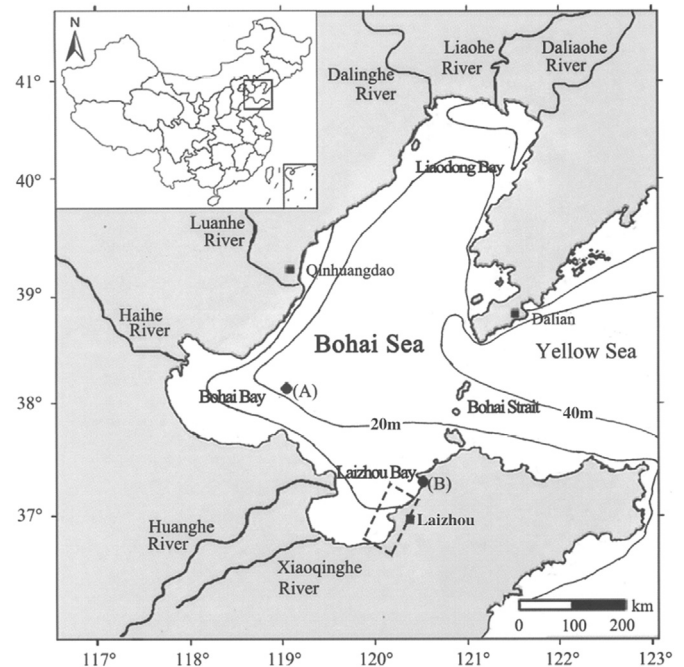 N
41°
40°
39°
38°
37°
Dalinghe
River
Liaohe
River
Daliaohe
River
Liaodong Bay
Luanhe
River
Qinhuangdao
Haihe
River
Dalian
Bohai Sea
Yellow Sea
(A)
Bohai Bay
Bohai Strait
40m
20m
Laizhou Bay
(B)
Laizhou
Huanghe
River
Xiaoqinghe
River
km
0 100 200
117° 118° 119° 120° 121° 122° 123°